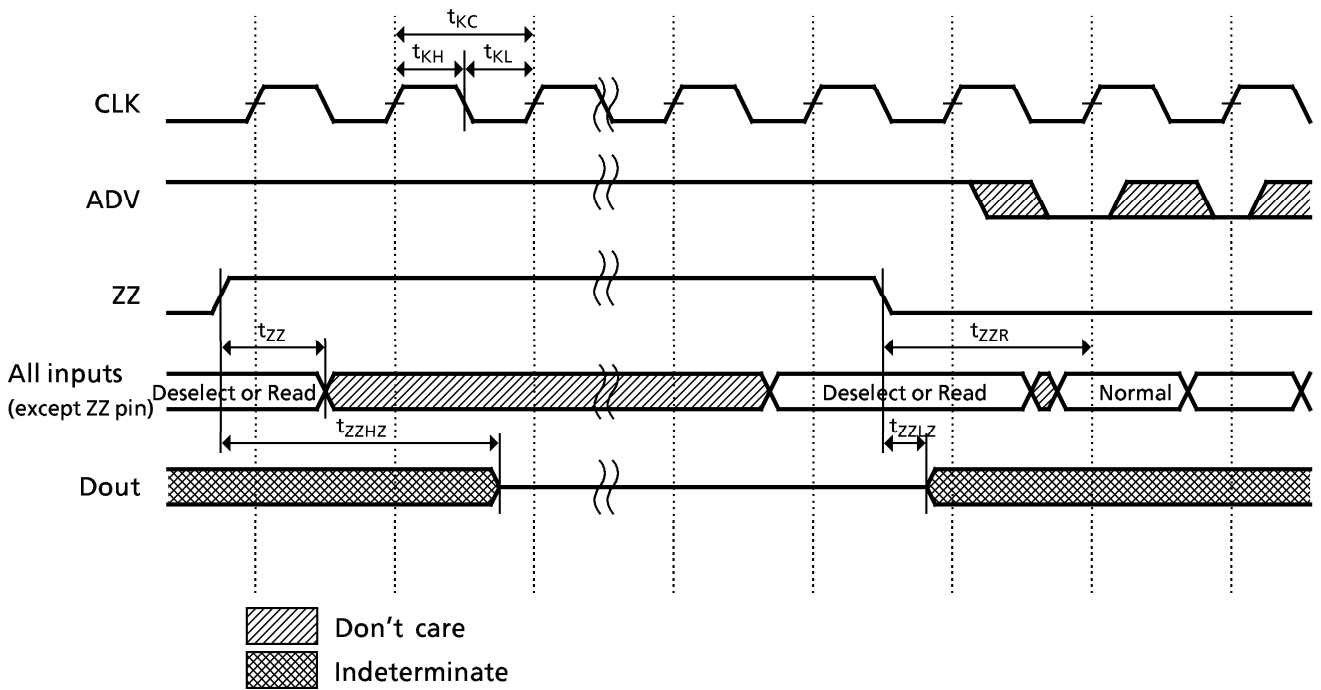 tKC
tKH tKL
CLK
ADV
ZZ
tZZ tZZR
All inputs
(except ZZ pin)
Deselect or Read Deselect or Read Normal
tZZHZ tZZLZ
Dout
Don't care
Indeterminate